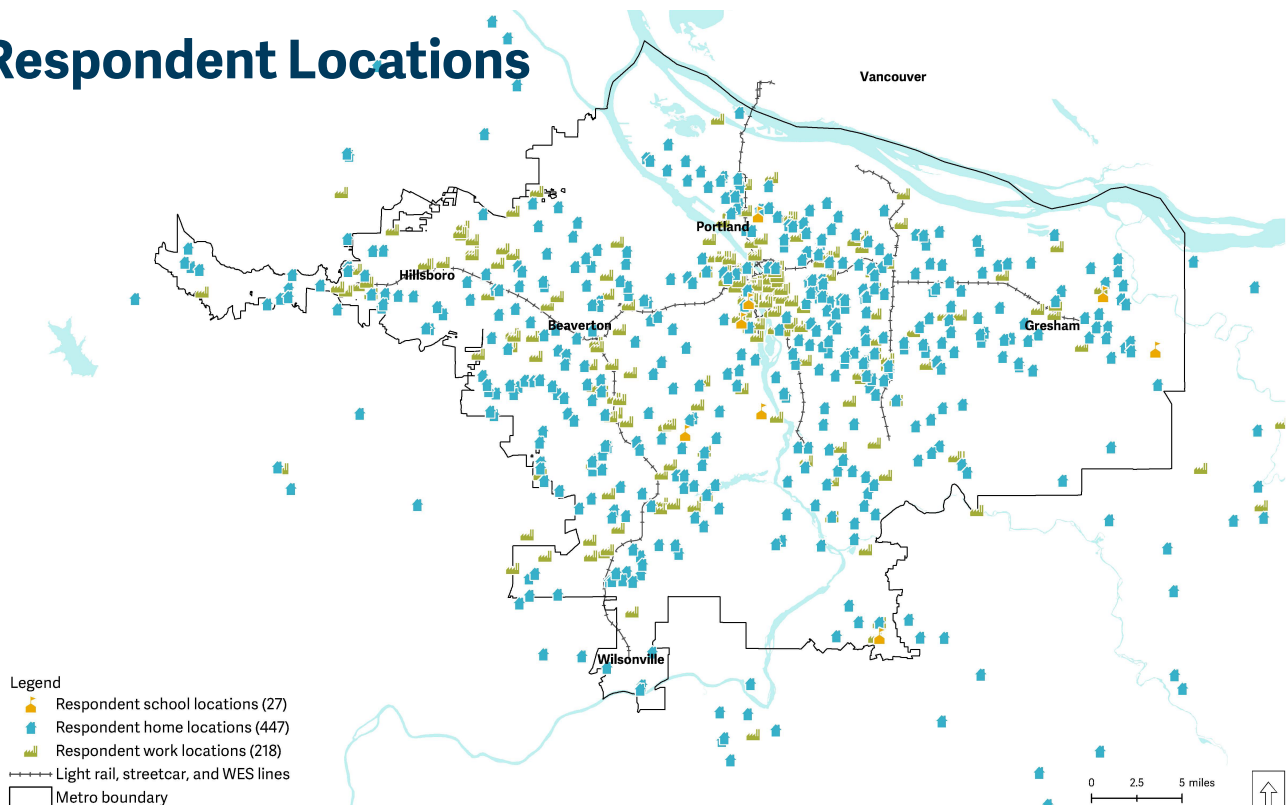 Respondent Locations
Vancouver
Portland
Hillsboro
Beaverton
Gresham
Wilsonville
Legend
Respondent school locations (27)
Respondent home locations (447)
Respondent work locations (218)
Light rail, streetcar, and WES lines
Metro boundary
0 2.5 5 miles